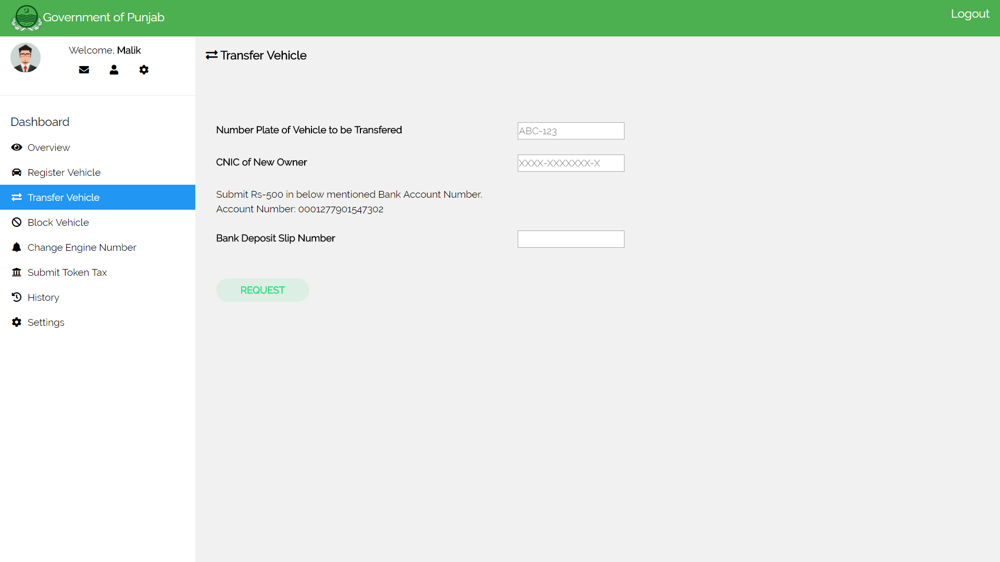 Government of Punjab
Logout
Welcome, Malik
Transfer Vehicle
Dashboard
Overview
Register Vehicle
Transfer Vehicle
Block Vehicle
Change Engine Number
Submit Token Tax
History
Settings
Number Plate of Vehicle to be Transfered
ABC-123
CNIC of New Owner
XXXX-XXXXXXX-X
Submit Rs-500 in below mentioned Bank Account Number.
Account Number: 0001277901547302
Bank Deposit Slip Number
REQUEST